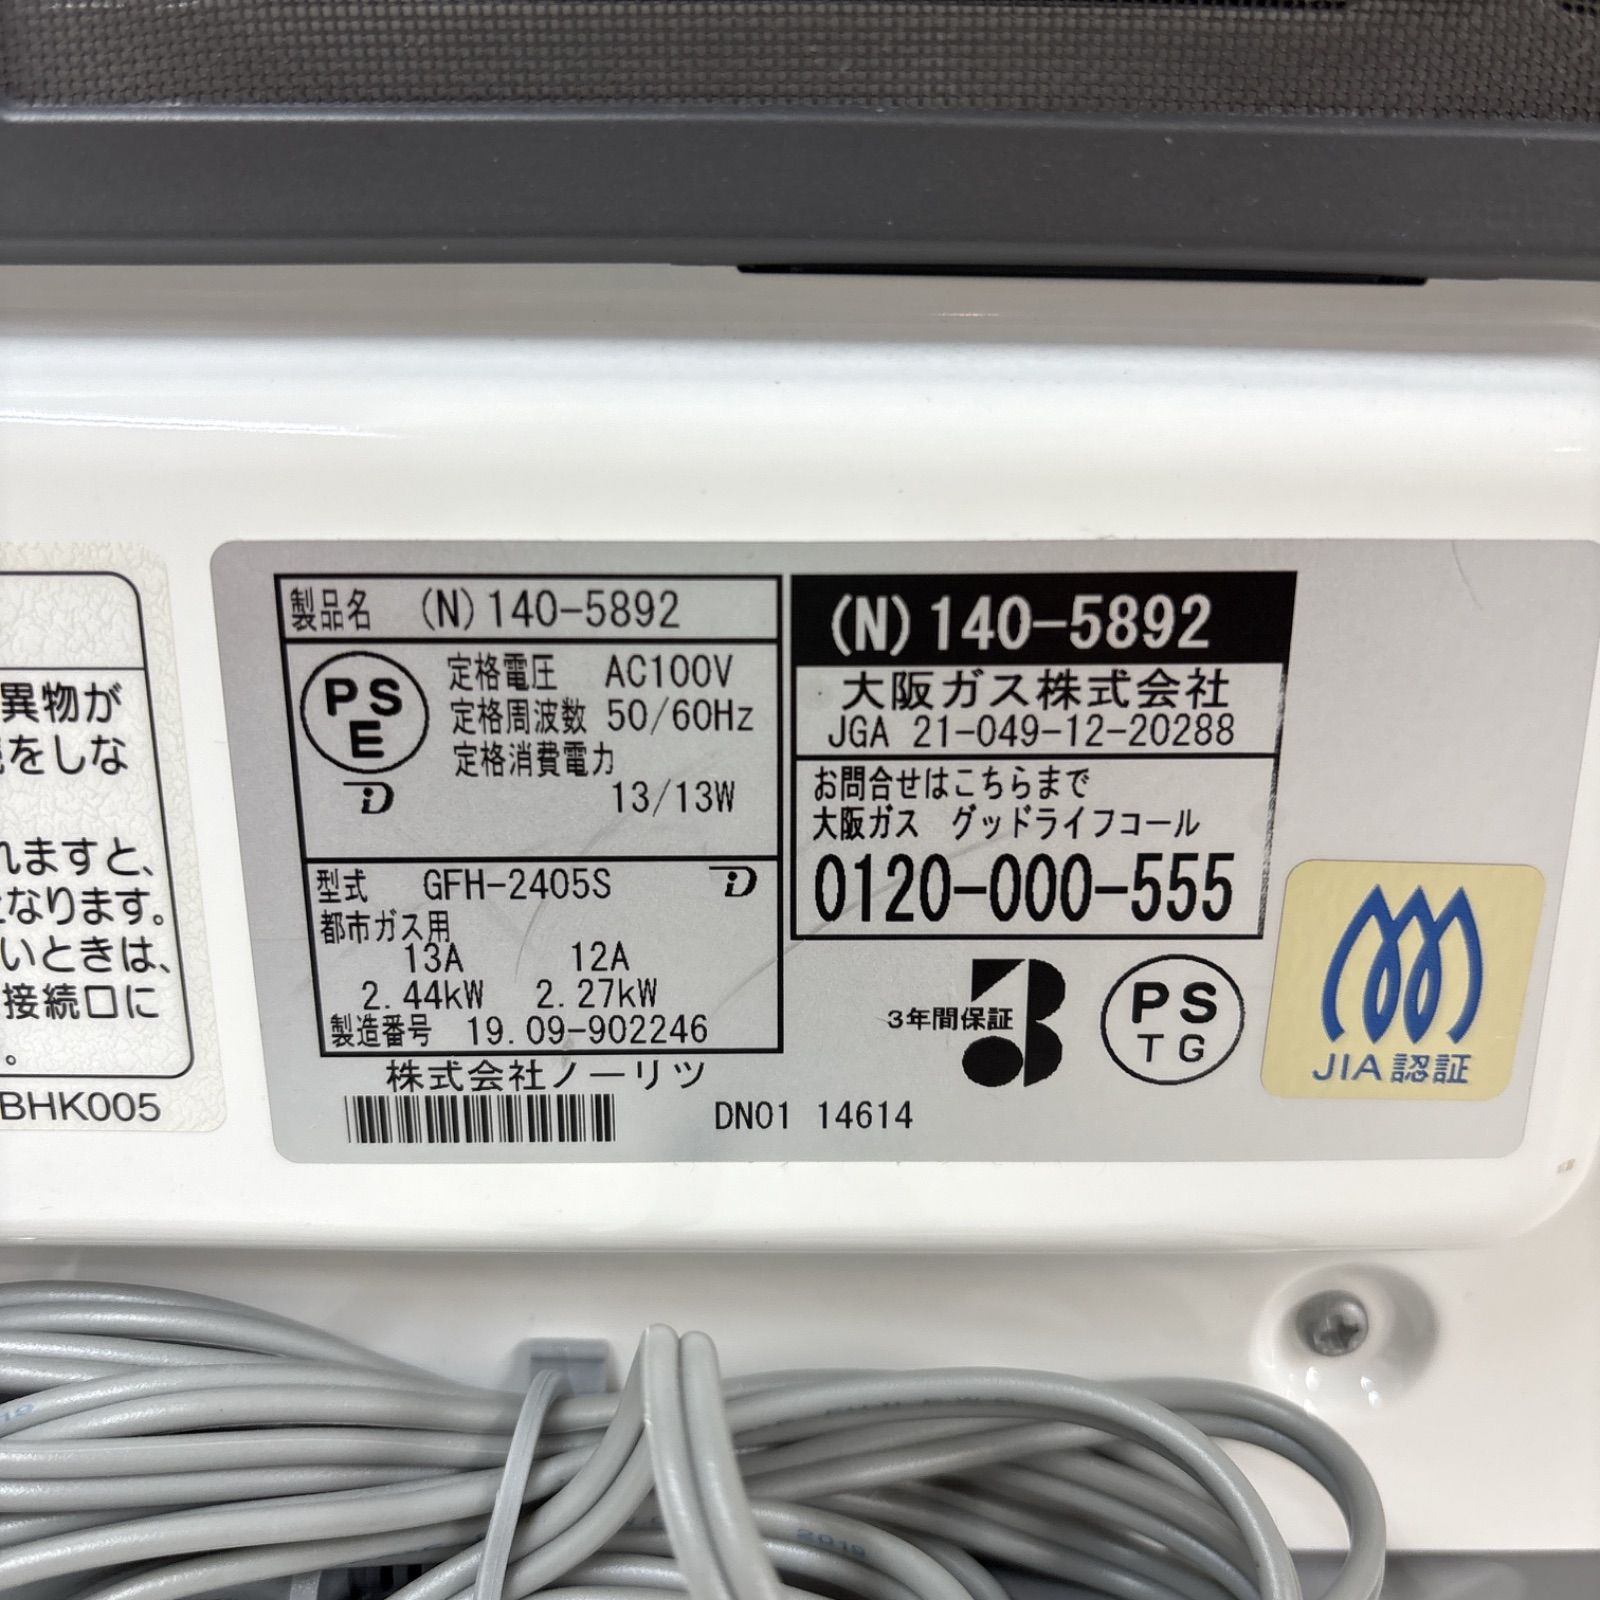 異物が
をしな
れますと、
なります。
いときは、
接続口に
。
BHK005
製品名 (N)140-5892
PS
E
定格電圧 AC100V
定格周波数 50/60Hz
定格消費電力
13/13W
型式 GFH-2405S
都市ガス用
13A 12A
2.44kW 2.27kW
製造番号 19.09-902246
株式会社ノーリツ
DN01 14614
(N)140-5892
大阪ガス株式会社
JGA 21-049-12-20288
お問合せはこちらまで
大阪ガス グッドライフコール
0120-000-555
3年間保証
PS
TG
JIA認証
2019